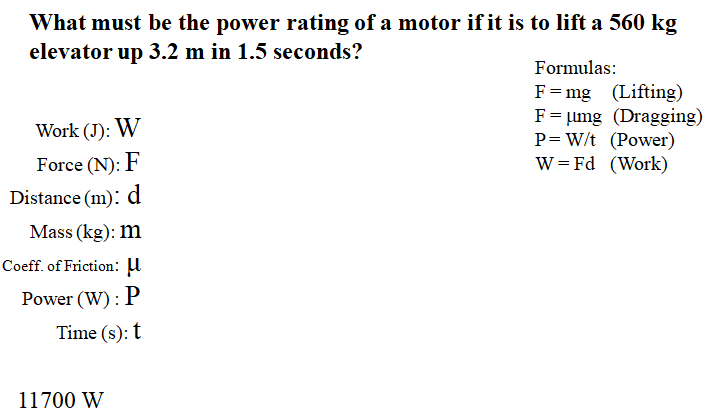 What must be the power rating of a motor if it is to lift a 560 kg
elevator up 3.2 m in 1.5 seconds?
Formulas:
F = mg (Lifting)
F = μmg (Dragging)
P= W/t (Power)
W = Fd (Work)
Work (J): W
Force (N): F
Distance (m): d
Mass (kg): m
Coeff. of Friction: μ
Power (W) : P
Time (s): t
11700 W